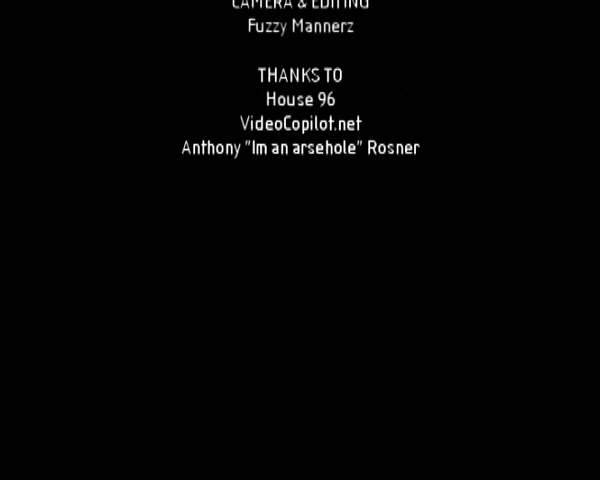 CAMERA & EDITING
Fuzzy Mannerz
THANKS TO
House 96
VideoCopilot.net
Anthony "Im an arsehole" Rosner